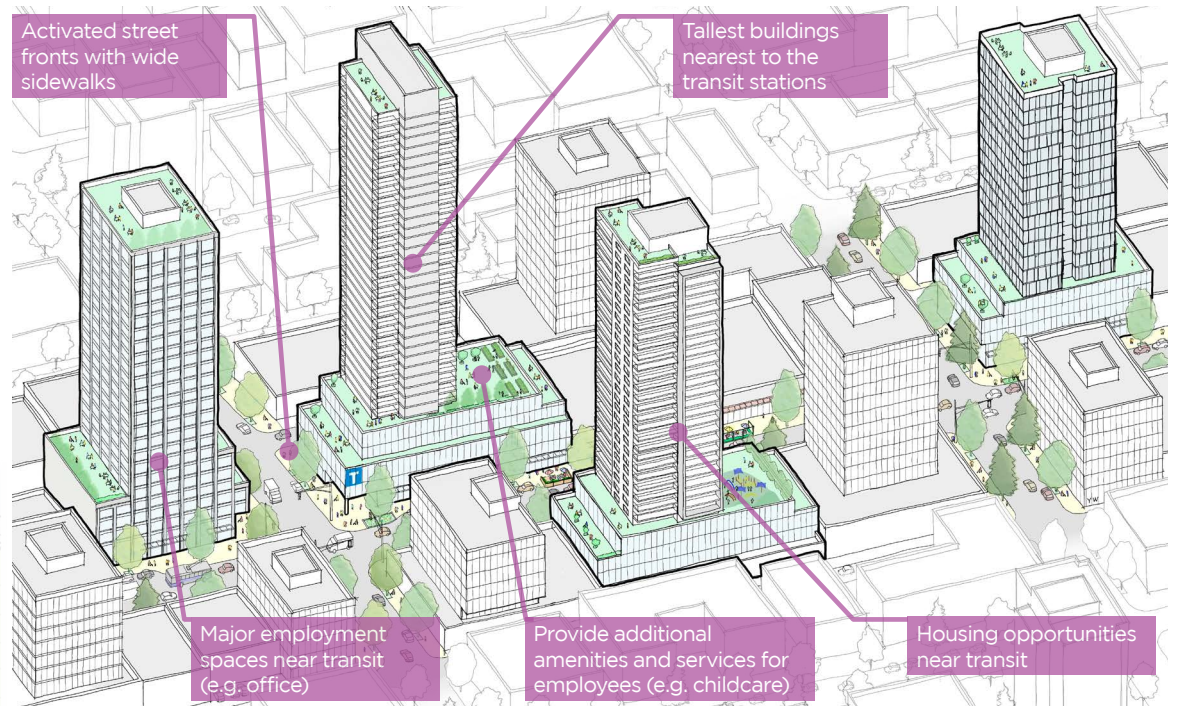 Activated street
fronts with wide
sidewalks
Tallest buildings
nearest to the
transit stations
T
Major employment
spaces near transit
(e.g. office)
Provide additional
amenities and services for
employees (e.g. childcare)
Housing opportunities
near transit
YW